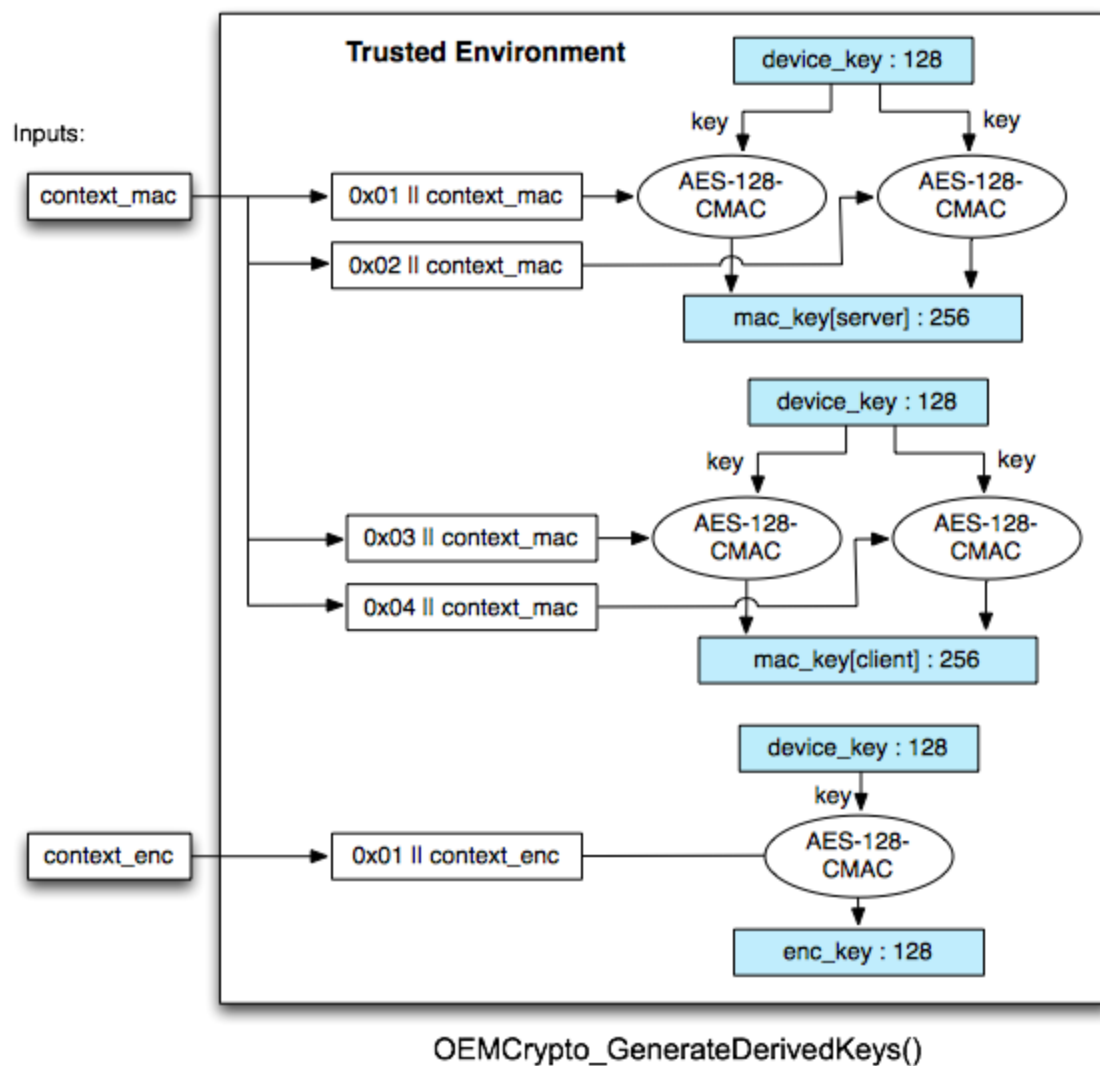 Trusted Environment
device_key : 128
Inputs:
key
key
context_mac
0x01 || context_mac
AES-128-
CMAC
AES-128-
CMAC
0x02 || context_mac
mac_key[server] : 256
device_key : 128
key
key
0x03 || context_mac
AES-128-
CMAC
AES-128-
CMAC
0x04 || context_mac
mac_key[client] : 256
device_key : 128
key
context_enc
0x01 || context_enc
AES-128-
CMAC
enc_key : 128
OEMCrypto_GenerateDerivedKeys()